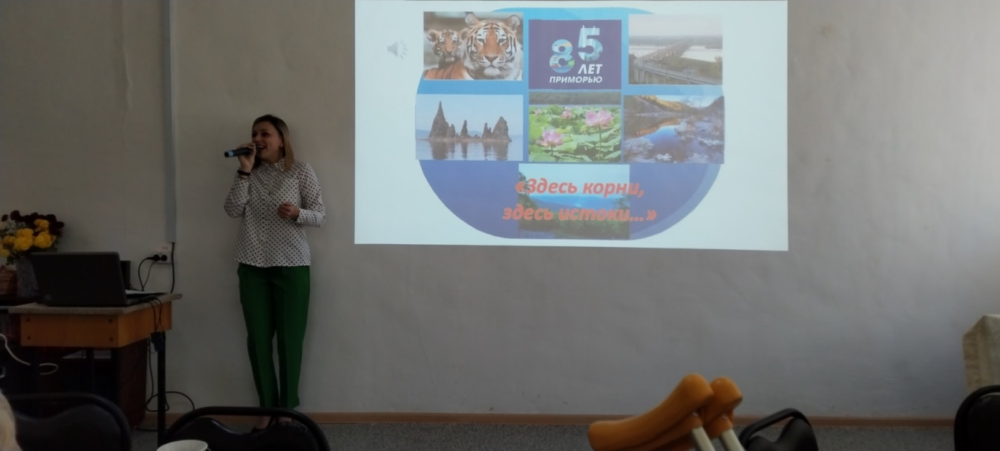 85
ЛЕТ
ПРИМОРЬЮ
«Здесь корни,
здесь истоки...»